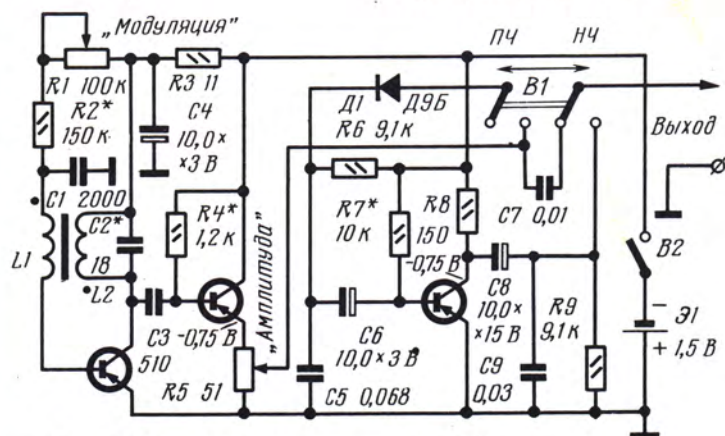 „Модуляция"
R1 100к
R2*
150 к
R3 11
C4
10,0×
×3 В
C1 2000
C2*
18
L1
L2
R4*
1,2 к
C3 -0,75 В
510
R5 51
„Амплитуда"
ПЧ НЧ
В1
Д1 Д9Б
R6 9,1 к
R7*
10 к
R8
150
-0,75 В
C7 0,01
Выход
В2
C6
10,0×3 В
C5 0,068
C8
10,0×
×15 В
C9
0,03
R9
9,1 к
Э1
−
+ 1,5 В